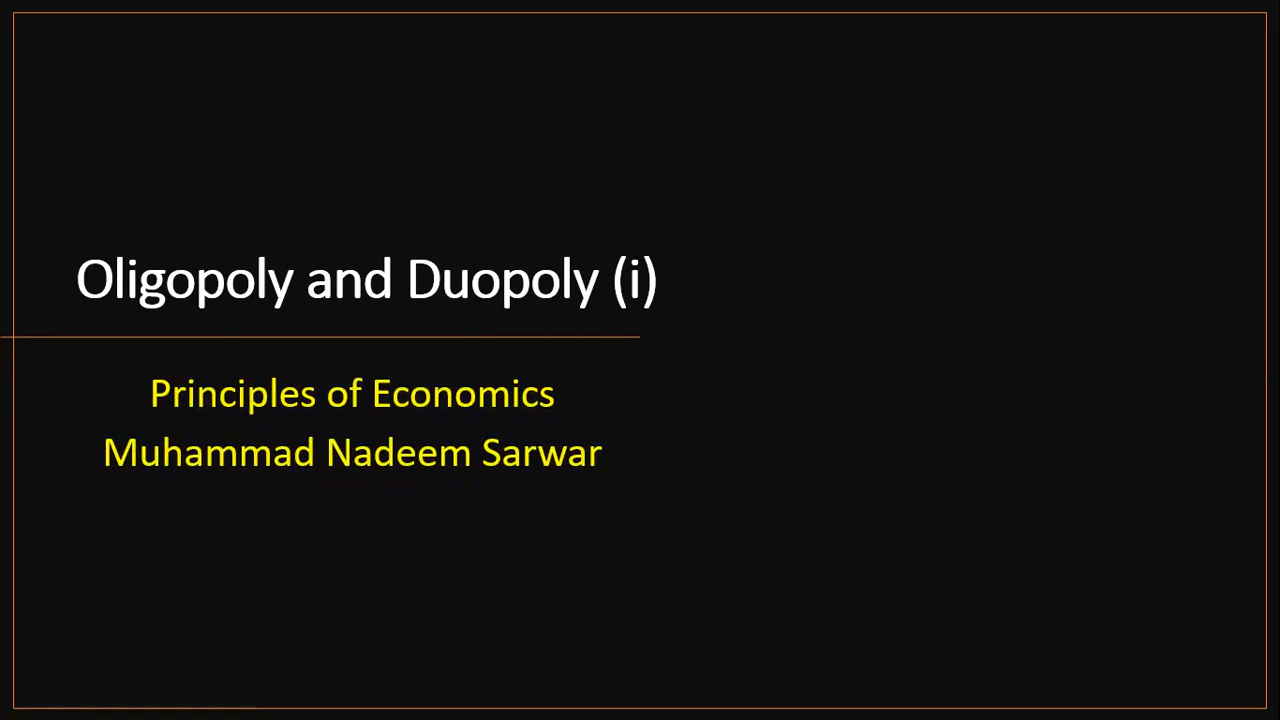 Oligopoly and Duopoly (i)
Principles of Economics
Muhammad Nadeem Sarwar